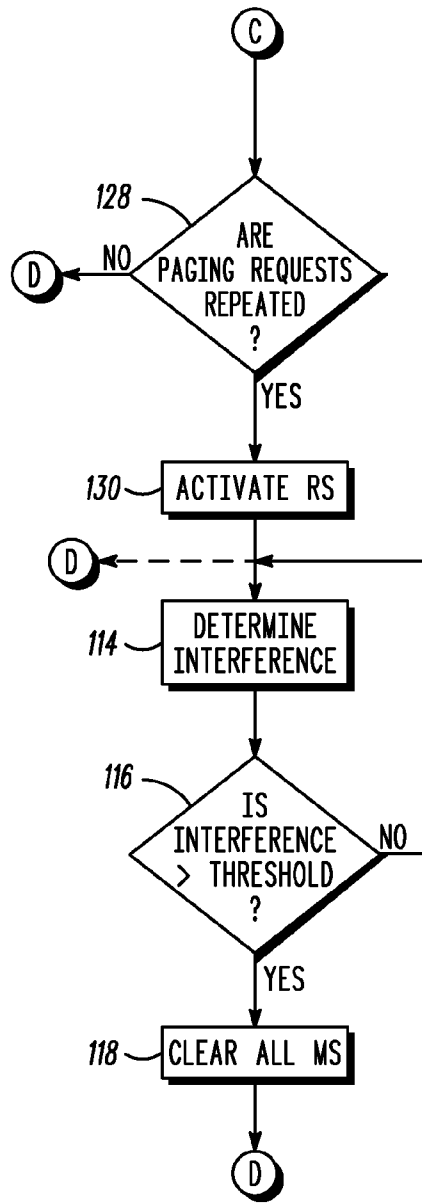 C
128
ARE
PAGING REQUESTS
REPEATED
?
NO
D
YES
130
ACTIVATE RS
D
114
DETERMINE
INTERFERENCE
116
IS
INTERFERENCE
> THRESHOLD
?
NO
YES
118
CLEAR ALL MS
D